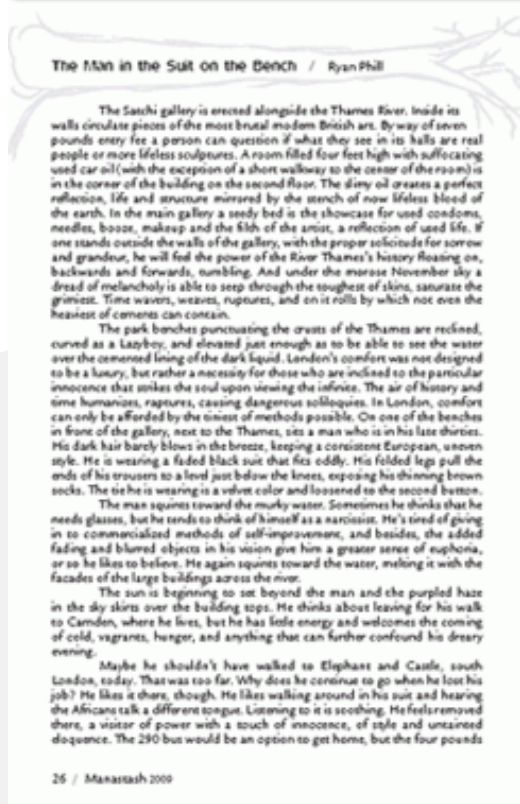 The Man in the Suit on the Bench / Ryan Phill
The Satchi gallery is erected alongside the Thames River. Inside its
walls circulate pieces of the most brutal modern British art. By way of seven
pounds entry fee a person can question if what they see in its halls are real
people or more lifeless sculptures. A room filled four feet high with suffocating
used car oil (with the exception of a short walkway to the center of the room) is
in the corner of the building on the second floor. The slimy oil creates a perfect
reflection, life and structure mirrored by the stench of now lifeless blood of
the earth. In the main gallery a seedy bed is the showcase for used condoms,
needles, booze, makeup and the filth of the artist, a reflection of used life. If
one stands outside the walls of the gallery, with the proper solicitude for sorrow
and grandeur, he will feel the power of the River Thames's history floating on,
backwards and forwards, tumbling. And under the morose November sky a
dread of melancholy is able to seep through the toughest of skins, saturate the
grimiest. Time wavers, weaves, ruptures, and on it rolls by which not even the
heaviest of cements can contain.
The park benches punctuating the crusts of the Thames are reclined,
curved as a Lazyboy, and elevated just enough as to be able to see the water
over the cemented lining of the dark liquid. London's comfort was not designed
to be a luxury, but rather a necessity for those who are inclined to the particular
innocence that strikes the soul upon viewing the infinite. The air of history and
time humanizes, raptures, causing dangerous soliloquies. In London, comfort
can only be afforded by the tiniest of methods possible. On one of the benches
in front of the gallery, next to the Thames, sits a man who is in his late thirties.
His dark hair barely blows in the breeze, keeping a consistent European, uneven
style. He is wearing a faded black suit that fits oddly. His folded legs pull the
ends of his trousers to a level just below the knees, exposing his thinning brown
socks. The tie he is wearing is a velvet color and loosened to the second button.
The man squints toward the murky water. Sometimes he thinks that he
needs glasses, but he tends to think of himself as a narcissist. He's tired of giving
in to commercialized methods of self-improvement, and besides, the added
fading and blurred objects in his vision give him a greater sense of euphoria,
or so he likes to believe. He again squints toward the water, melting it with the
facades of the large buildings across the river.
The sun is beginning to set beyond the man and the purpled haze
in the sky skirts over the building tops. He thinks about leaving for his walk
to Camden, where he lives, but he has little energy and welcomes the coming
of cold, vagrants, hunger, and anything that can further confound his dreary
evening.
Maybe he shouldn't have walked to Elephant and Castle, south
London, today. That was too far. Why does he continue to go when he lost his
job? He likes it there, though. He likes walking around in his suit and hearing
the Africans talk a different tongue. Listening to it is soothing. He feels removed
there, a visitor of power with a touch of innocence, of style and untainted
eloquence. The 290 bus would be an option to get home, but the four pounds
26 / Manastash 2009